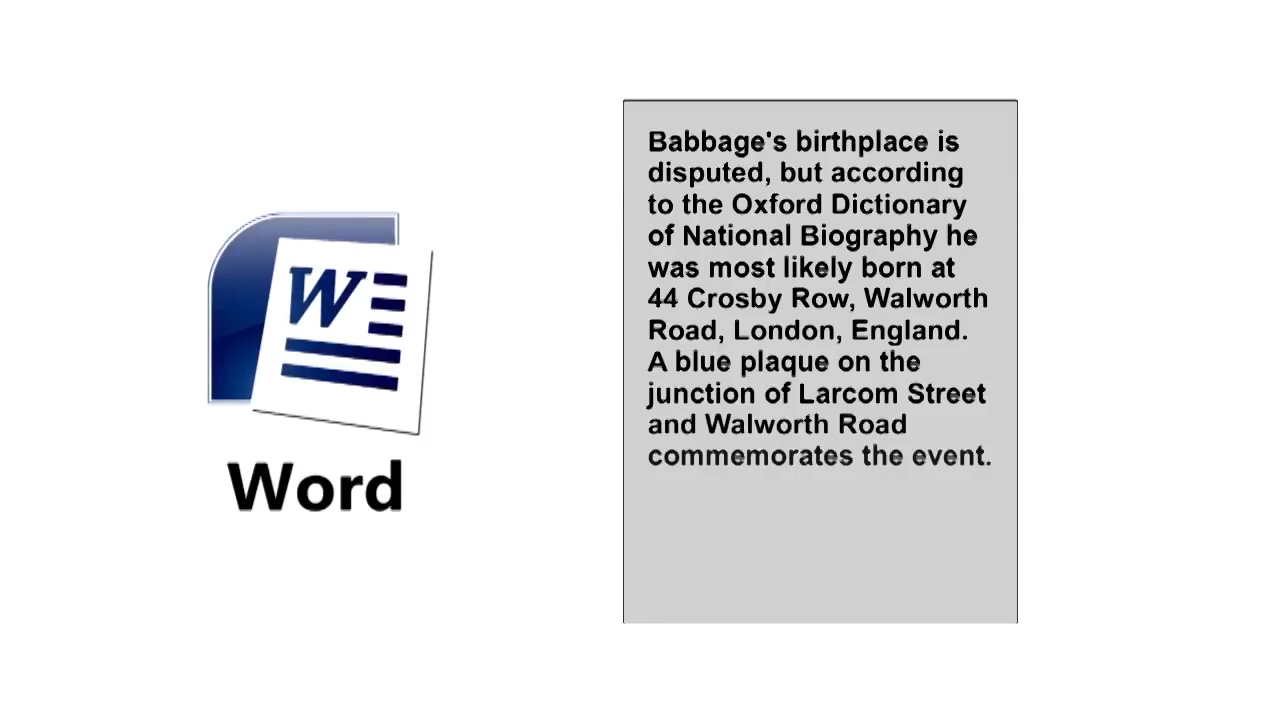 W
Word
Babbage's birthplace is
disputed, but according
to the Oxford Dictionary
of National Biography he
was most likely born at
44 Crosby Row, Walworth
Road, London, England.
A blue plaque on the
junction of Larcom Street
and Walworth Road
commemorates the event.